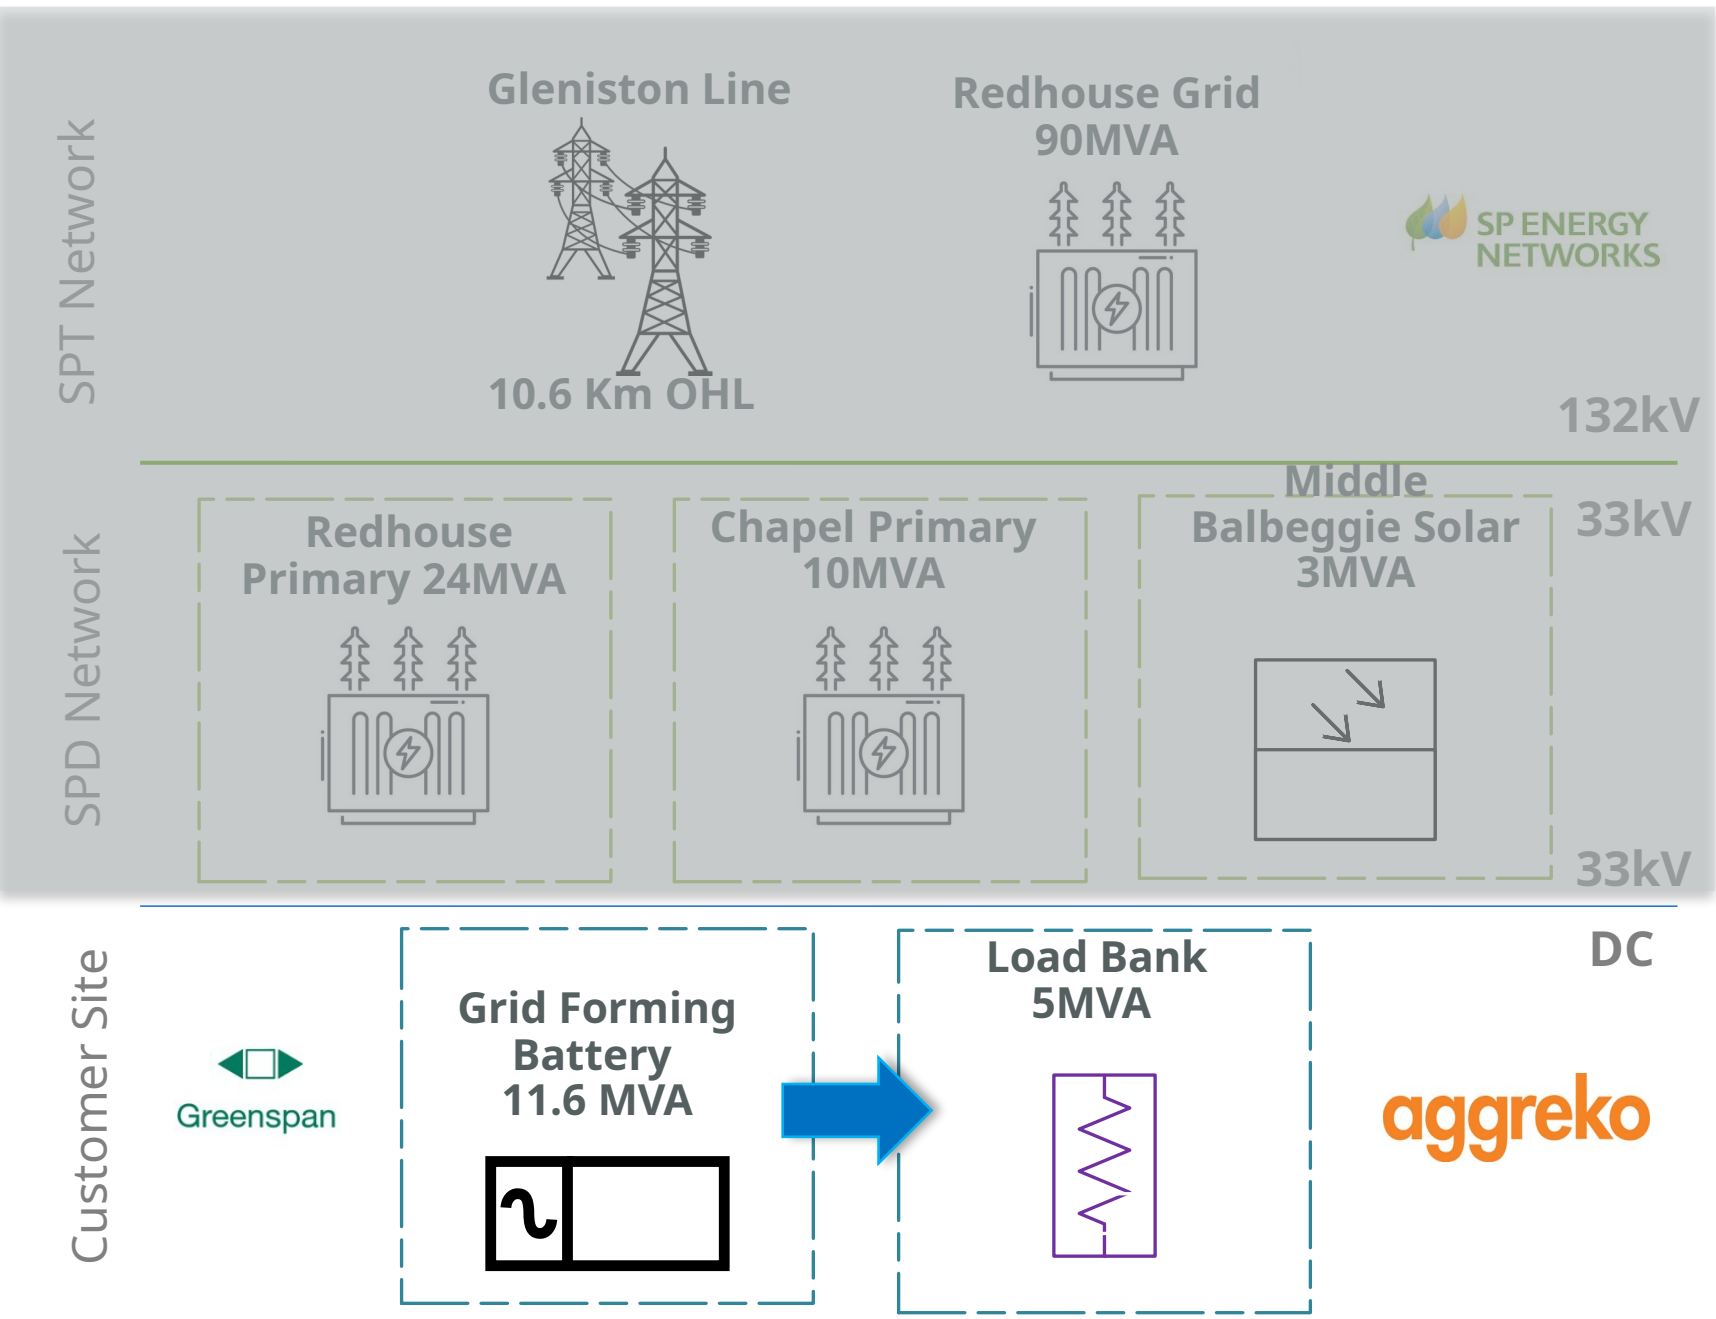 SPT Network
Gleniston Line
10.6 Km OHL
Redhouse Grid
90MVA
SP ENERGY
NETWORKS
132kV
SPD Network
Redhouse
Primary 24MVA
Chapel Primary
10MVA
Middle
Balbeggie Solar
3MVA
33kV
33kV
Customer Site
Greenspan
Grid Forming
Battery
11.6 MVA
Load Bank
5MVA
DC
aggreko